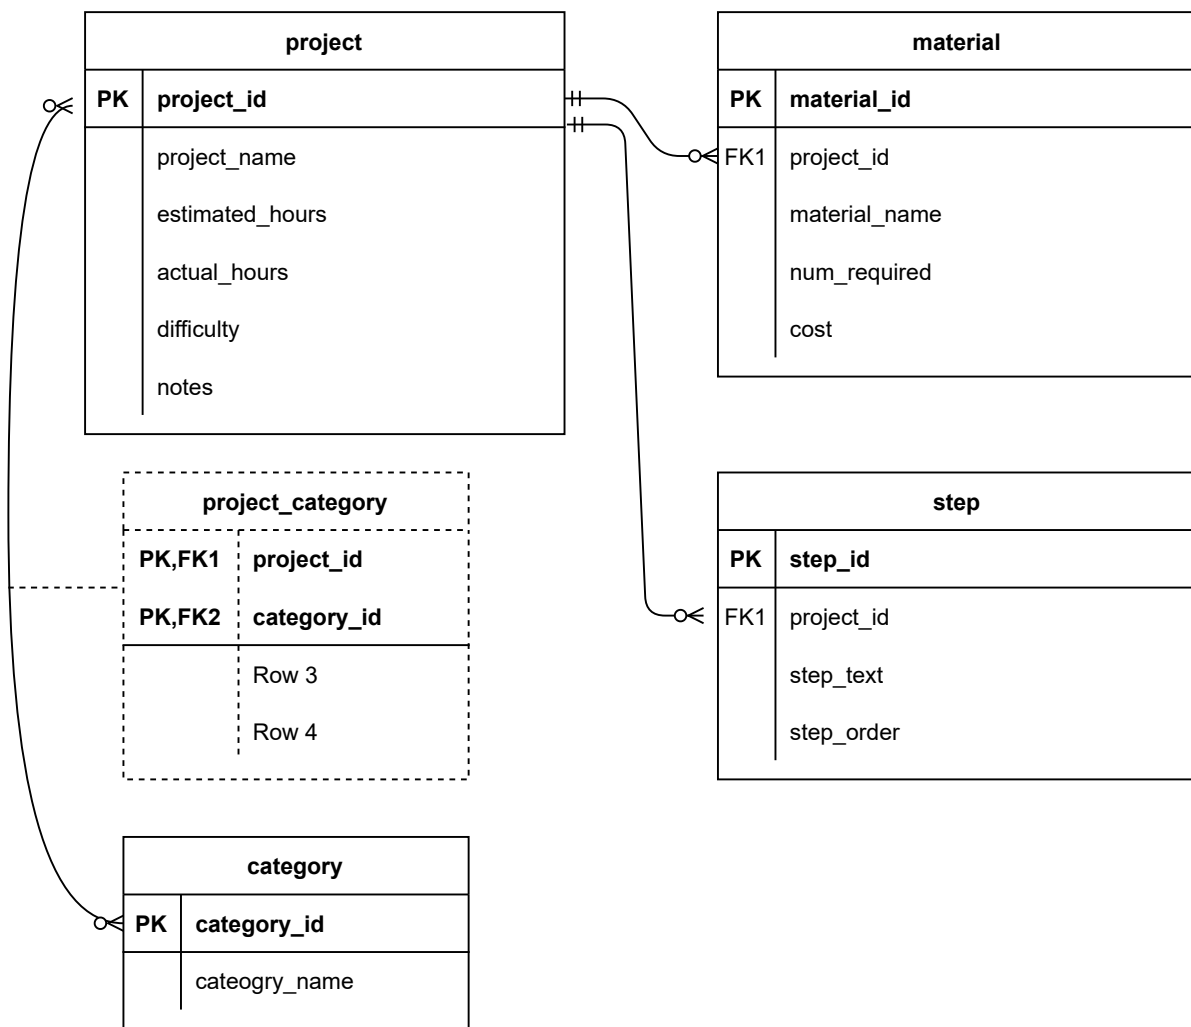 project
PK project_id
project_name
estimated_hours
actual_hours
difficulty
notes
material
PK material_id
FK1 project_id
material_name
num_required
cost
project_category
PK,FK1 project_id
PK,FK2 category_id
Row 3
Row 4
step
PK step_id
FK1 project_id
step_text
step_order
category
PK category_id
cateogry_name